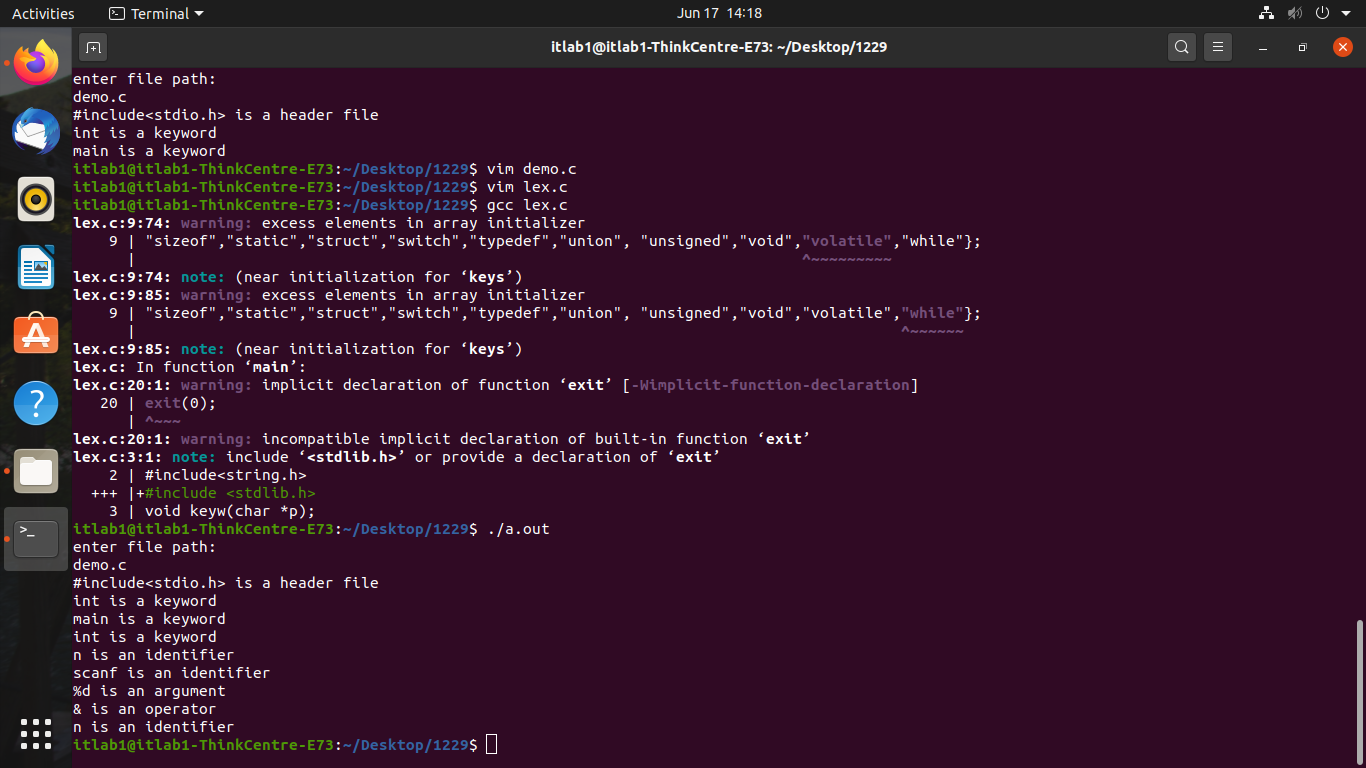 Activities
Terminal
Jun 17 14:18
itlab1@itlab1-ThinkCentre-E73: ~/Desktop/1229
enter file path:
demo.c
#include<stdio.h> is a header file
int is a keyword
main is a keyword
itlab1@itlab1-ThinkCentre-E73:~/Desktop/1229$ vim demo.c
itlab1@itlab1-ThinkCentre-E73:~/Desktop/1229$ vim lex.c
itlab1@itlab1-ThinkCentre-E73:~/Desktop/1229$ gcc lex.c
lex.c:9:74: warning: excess elements in array initializer
    9 | "sizeof","static","struct","switch","typedef","union", "unsigned","void","volatile","while"};
      |                                                                          ^~~~~~~~~~
lex.c:9:74: note: (near initialization for ‘keys’)
lex.c:9:85: warning: excess elements in array initializer
    9 | "sizeof","static","struct","switch","typedef","union", "unsigned","void","volatile","while"};
      |                                                                                     ^~~~~~~
lex.c:9:85: note: (near initialization for ‘keys’)
lex.c: In function ‘main’:
lex.c:20:1: warning: implicit declaration of function ‘exit’ [-Wimplicit-function-declaration]
   20 | exit(0);
      | ^~~~
lex.c:20:1: warning: incompatible implicit declaration of built-in function ‘exit’
lex.c:3:1: note: include ‘<stdlib.h>’ or provide a declaration of ‘exit’
    2 | #include<string.h>
  +++ |+#include <stdlib.h>
    3 | void keyw(char *p);
itlab1@itlab1-ThinkCentre-E73:~/Desktop/1229$ ./a.out
enter file path:
demo.c
#include<stdio.h> is a header file
int is a keyword
main is a keyword
int is a keyword
n is an identifier
scanf is an identifier
%d is an argument
& is an operator
n is an identifier
itlab1@itlab1-ThinkCentre-E73:~/Desktop/1229$